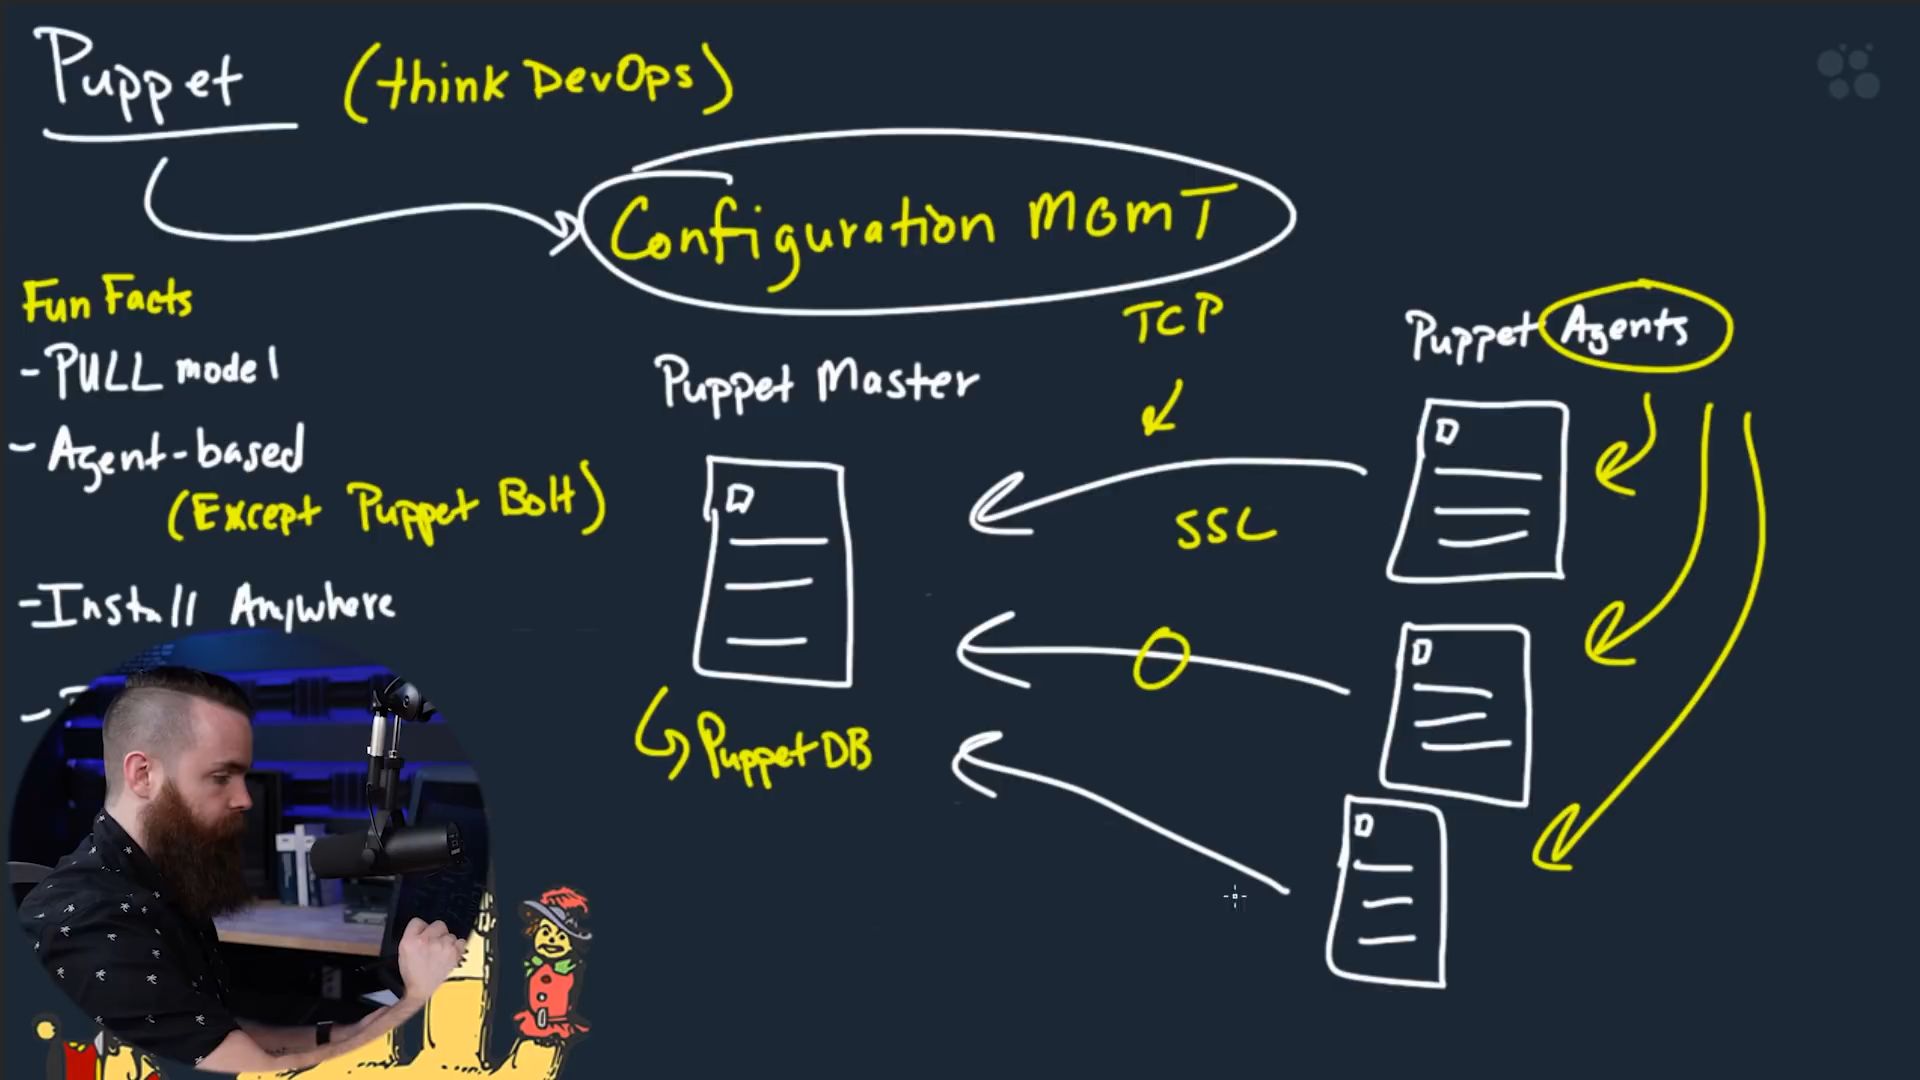 Puppet (think DevOps)
Configuration MGMT
Fun Facts
- PULL model
- Agent-based
(Except Puppet Bolt)
- Install Anywhere
-
Puppet Master
PuppetDB
TCP
SSL
Puppet Agents